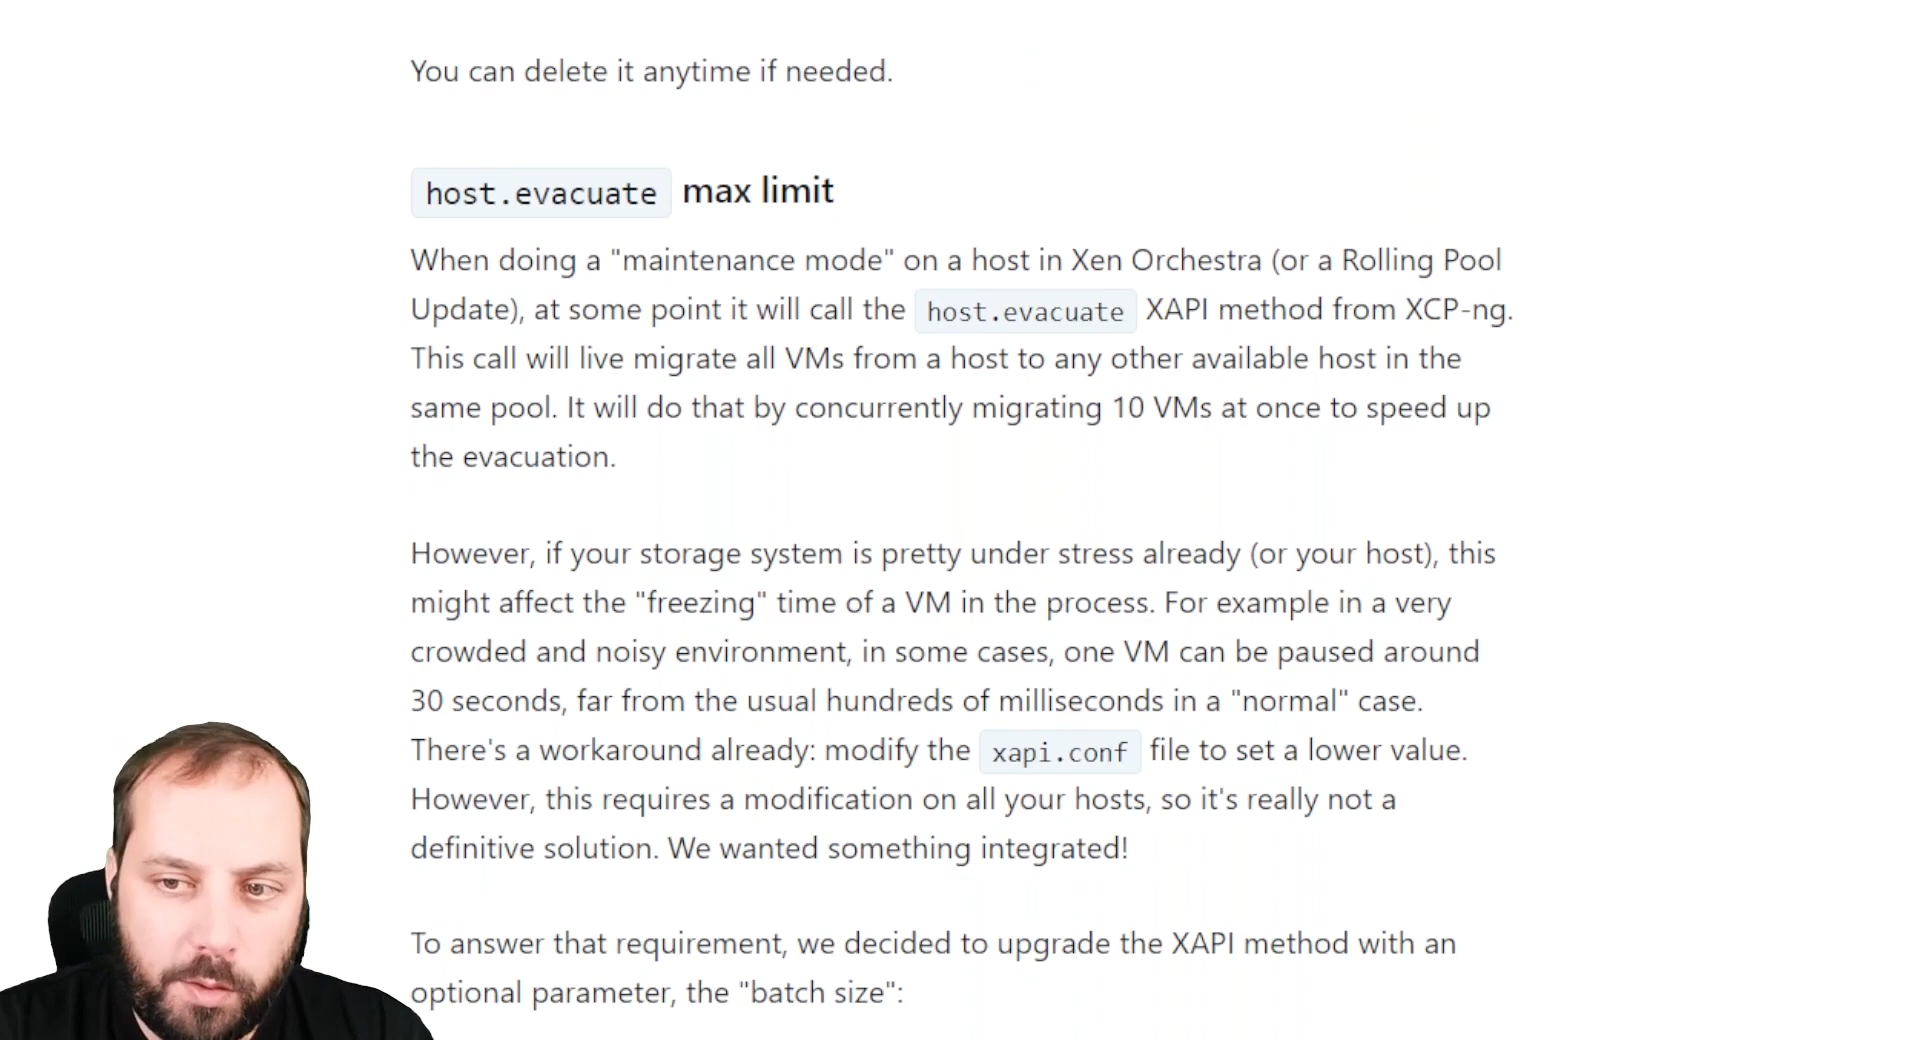 You can delete it anytime if needed.
host.evacuate max limit
When doing a "maintenance mode" on a host in Xen Orchestra (or a Rolling Pool
Update), at some point it will call the host.evacuate XAPI method from XCP-ng.
This call will live migrate all VMs from a host to any other available host in the
same pool. It will do that by concurrently migrating 10 VMs at once to speed up
the evacuation.
However, if your storage system is pretty under stress already (or your host), this
might affect the "freezing" time of a VM in the process. For example in a very
crowded and noisy environment, in some cases, one VM can be paused around
30 seconds, far from the usual hundreds of milliseconds in a "normal" case.
There's a workaround already: modify the xapi.conf file to set a lower value.
However, this requires a modification on all your hosts, so it's really not a
definitive solution. We wanted something integrated!
To answer that requirement, we decided to upgrade the XAPI method with an
optional parameter, the "batch size":